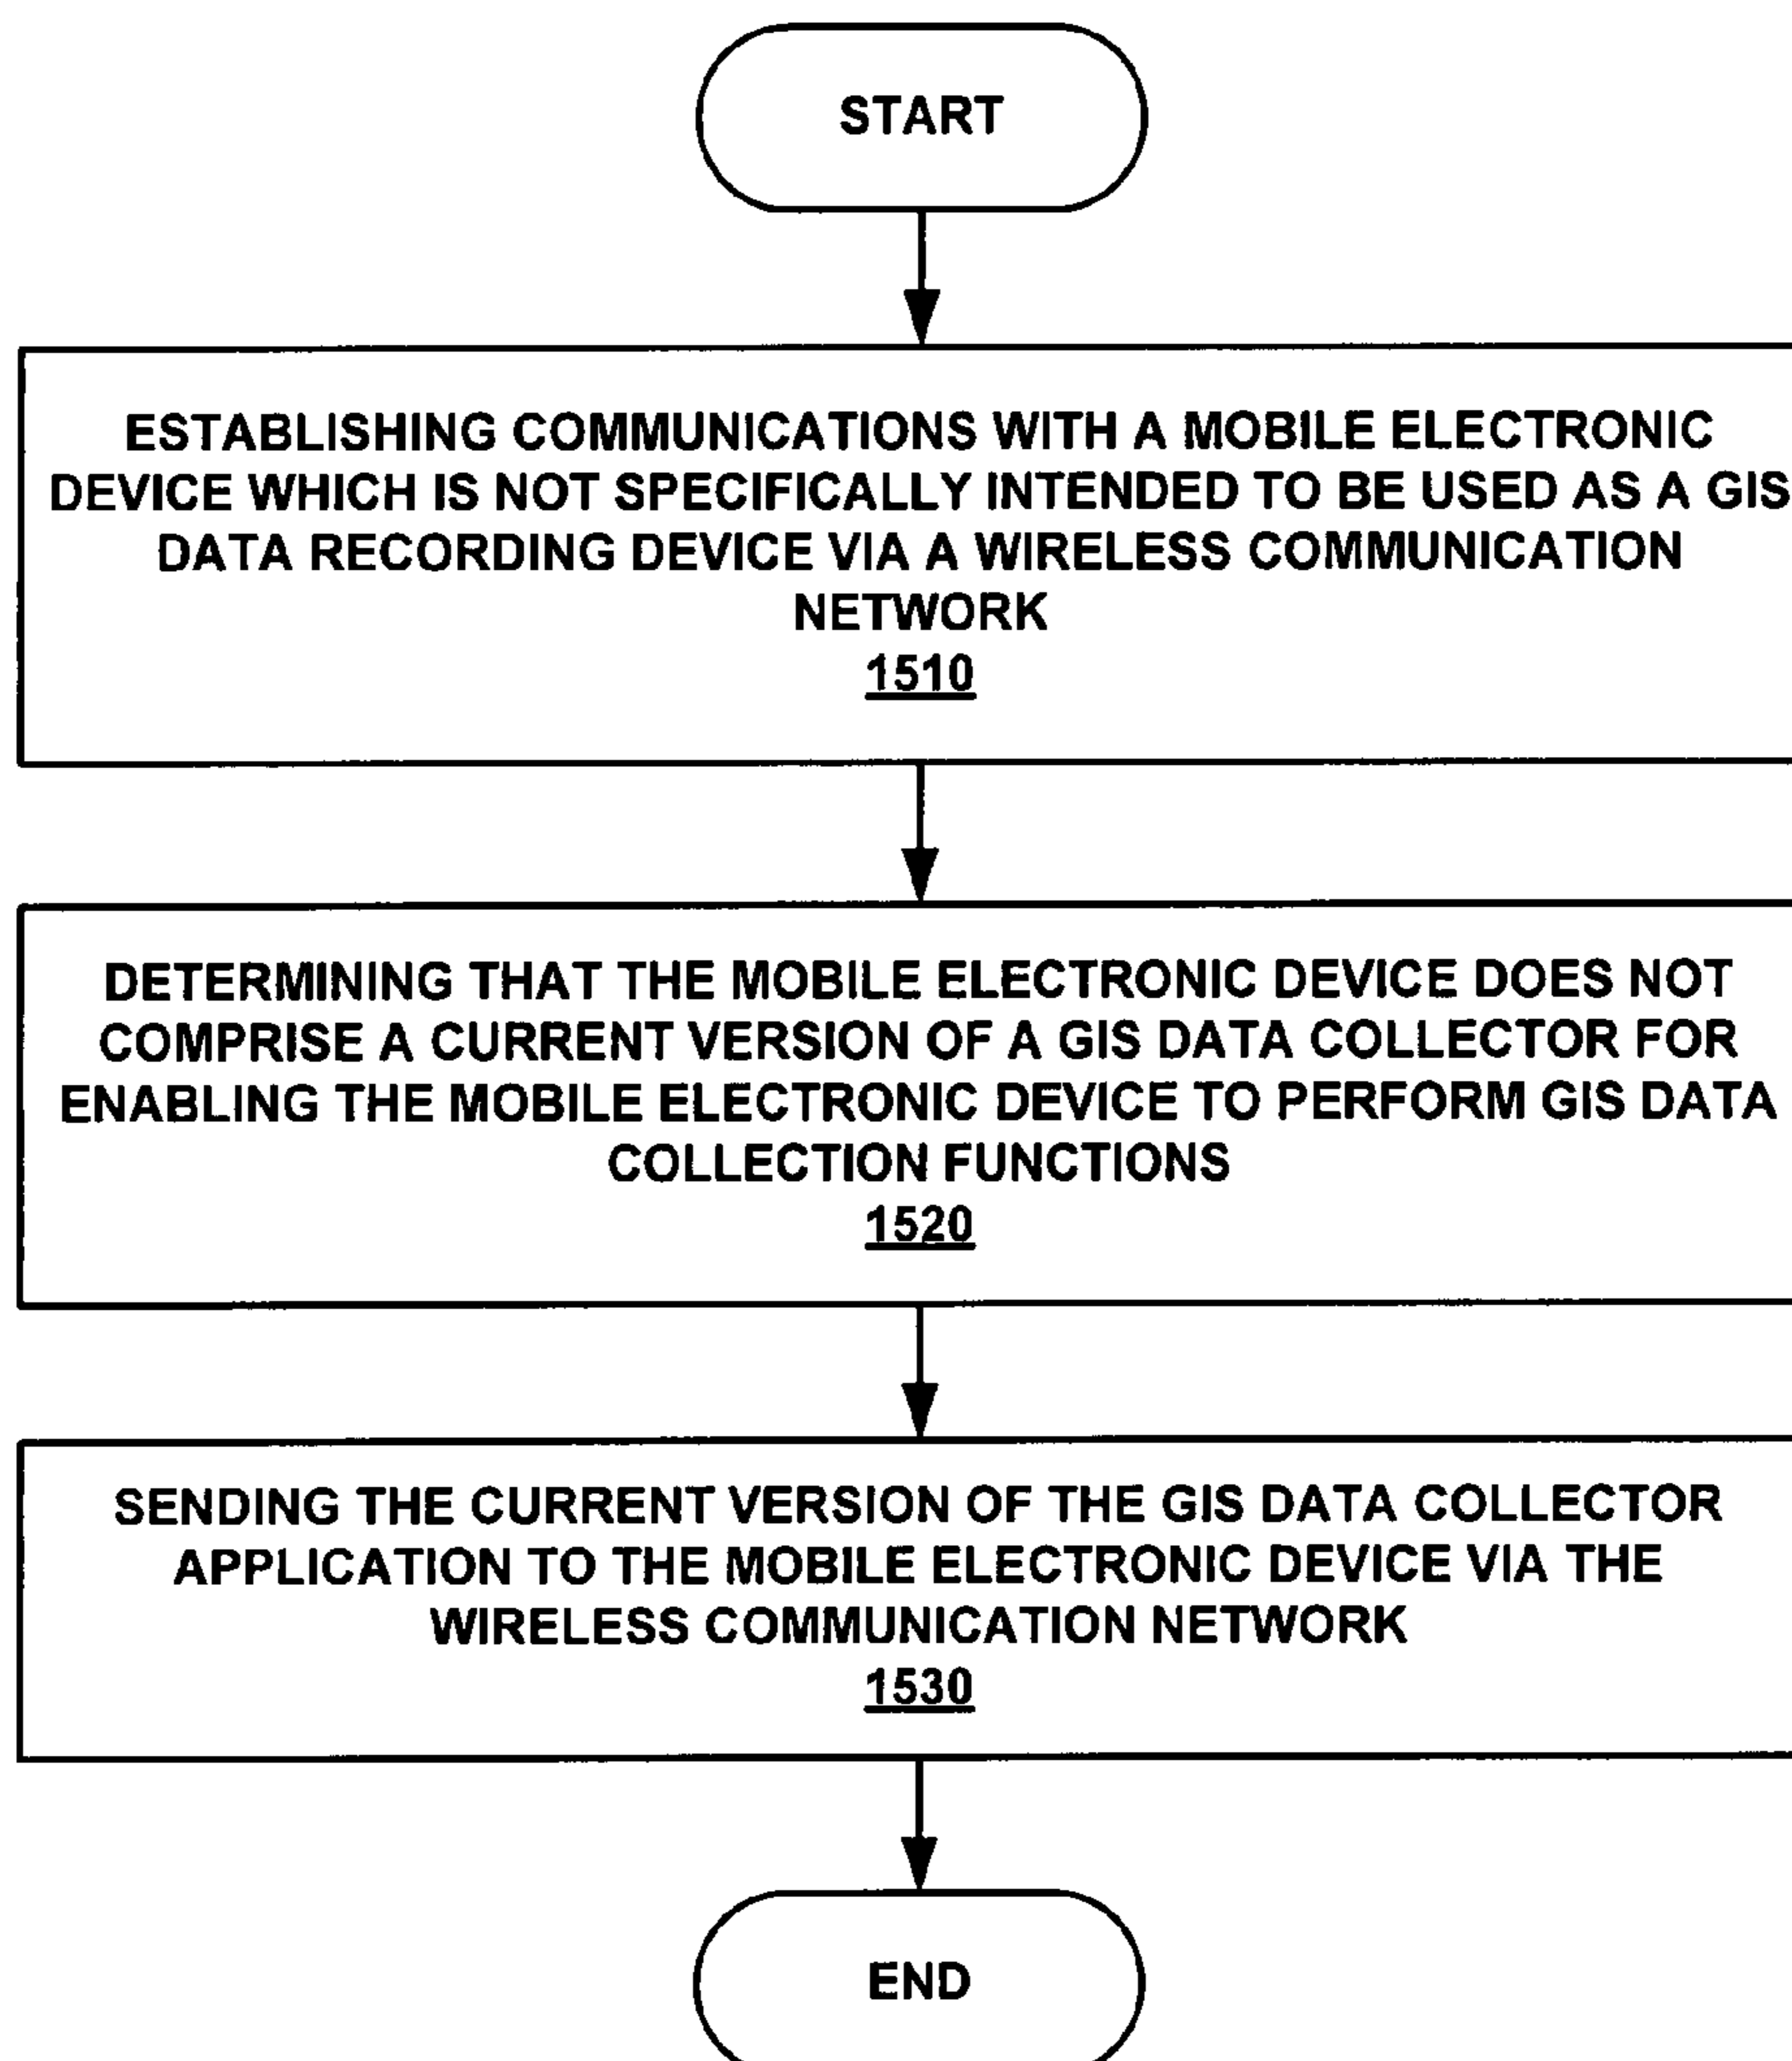 START
ESTABLISHING COMMUNICATIONS WITH A MOBILE ELECTRONIC
DEVICE WHICH IS NOT SPECIFICALLY INTENDED TO BE USED AS A GIS
DATA RECORDING DEVICE VIA A WIRELESS COMMUNICATION
NETWORK
1510
DETERMINING THAT THE MOBILE ELECTRONIC DEVICE DOES NOT
COMPRISE A CURRENT VERSION OF A GIS DATA COLLECTOR FOR
ENABLING THE MOBILE ELECTRONIC DEVICE TO PERFORM GIS DATA
COLLECTION FUNCTIONS
1520
SENDING THE CURRENT VERSION OF THE GIS DATA COLLECTOR
APPLICATION TO THE MOBILE ELECTRONIC DEVICE VIA THE
WIRELESS COMMUNICATION NETWORK
1530
END